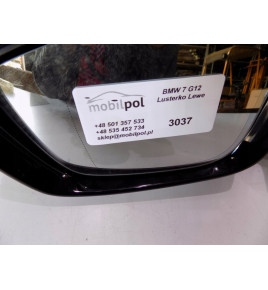 mobilpol
BMW 7 G12
Lusterko Lewe
+48 501 357 533
+48 535 452 734
sklep@mobilpol.pl
3037